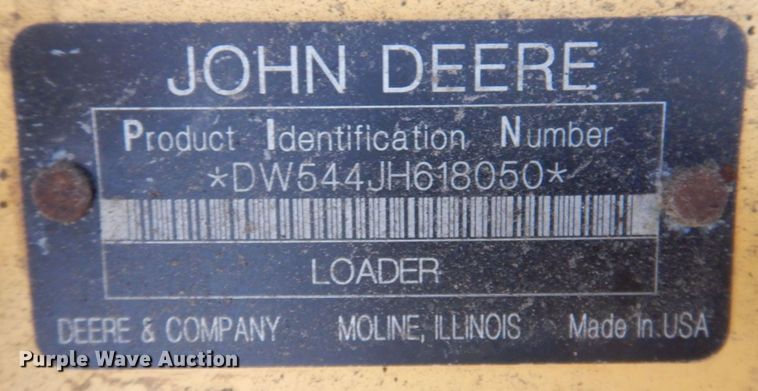 JOHN DEERE
Product Identification Number
*DW544JH618050*
LOADER
DEERE & COMPANY MOLINE, ILLINOIS Made In USA
Purple Wave Auction